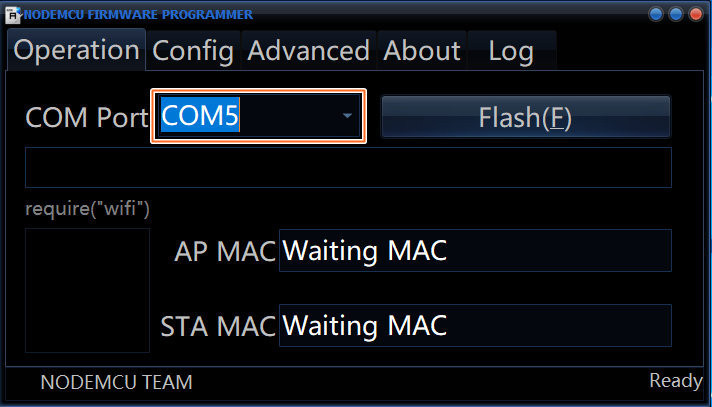 NODEMCU FIRMWARE PROGRAMMER
Operation Config Advanced About Log
COM Port COM5 Flash(F)
require("wifi")
AP MAC Waiting MAC
STA MAC Waiting MAC
NODEMCU TEAM Ready